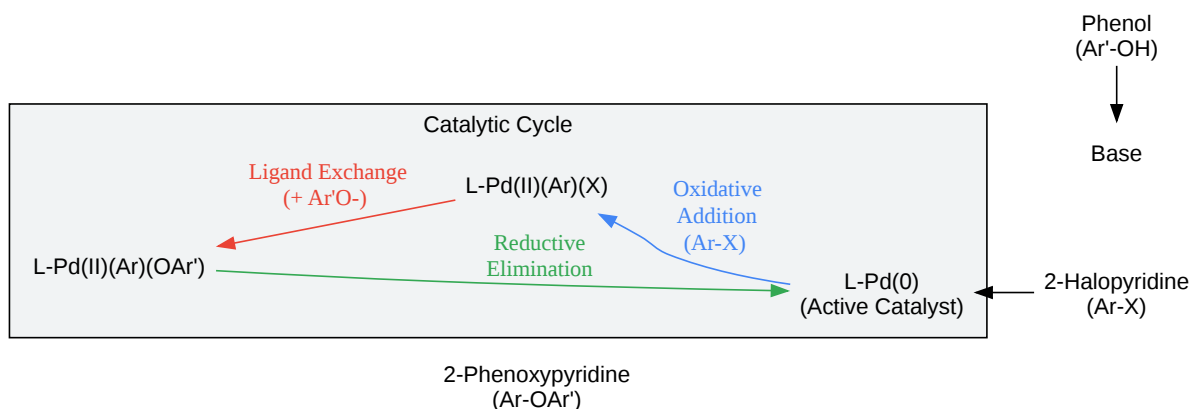 Phenol
(Ar'-OH)
Catalytic Cycle
Base
Ligand Exchange
(+ Ar'O-)
L-Pd(II)(Ar)(X)
Oxidative
Addition
(Ar-X)
Reductive
Elimination
L-Pd(II)(Ar)(OAr')
L-Pd(0)
(Active Catalyst)
2-Halopyridine
(Ar-X)
2-Phenoxypyridine
(Ar-OAr')